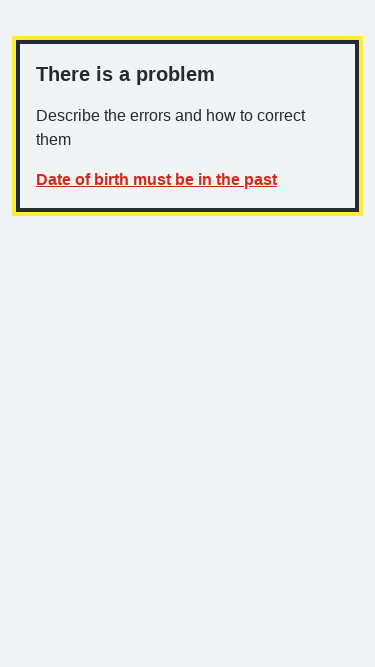 There is a problem
Describe the errors and how to correct
them
Date of birth must be in the past